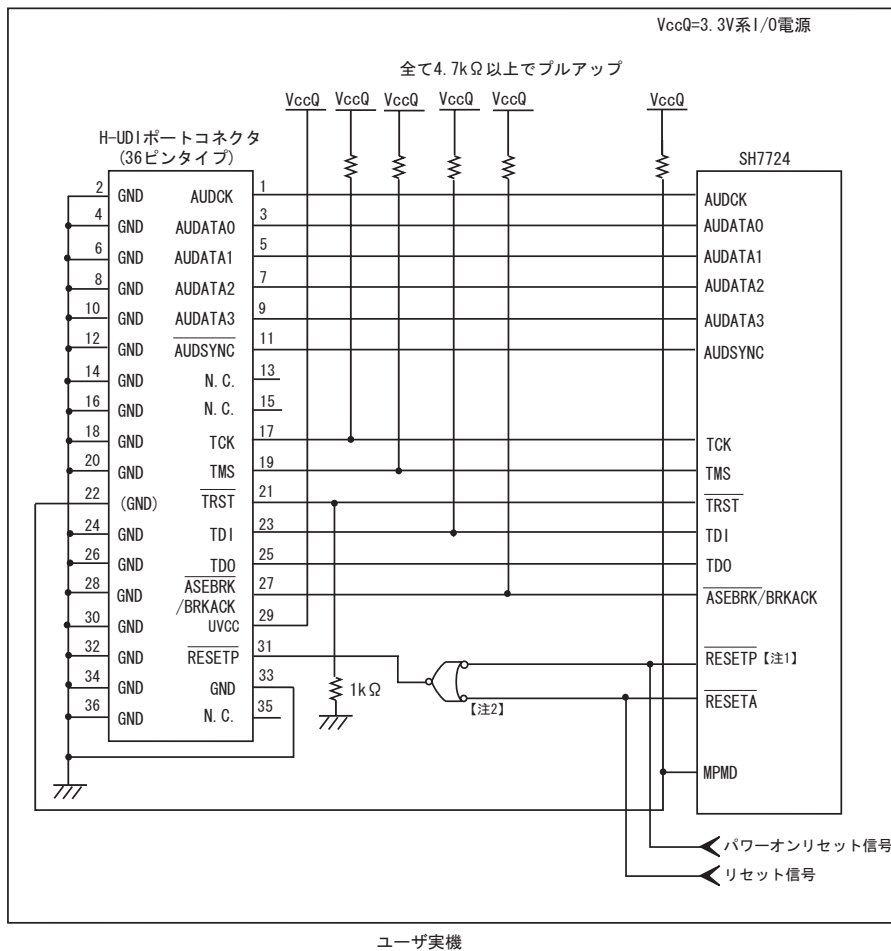 VccQ=3.3V系I/O電源
全て4.7kΩ以上でプルアップ
VccQ VccQ VccQ VccQ VccQ VccQ
H-UDIポートコネクタ
(36ピンタイプ)
SH7724
2 GND AUDCK 1 AUDCK
4 GND AUDATA0 3 AUDATA0
6 GND AUDATA1 5 AUDATA1
8 GND AUDATA2 7 AUDATA2
10 GND AUDATA3 9 AUDATA3
12 GND AUDSYNC 11 AUDSYNC
14 GND N.C. 13
16 GND N.C. 15
18 GND TCK 17 TCK
20 GND TMS 19 TMS
22 (GND) TRST 21 TRST
24 GND TDI 23 TDI
26 GND TDO 25 TDO
28 GND ASEBRK 27 ASEBRK/BRKACK
/BRKACK
30 GND UVCC 29
32 GND RESETP 31 RESETP【注1】
34 GND GND 33 1kΩ RESETA
【注2】
36 GND N.C. 35
MPMD
パワーオンリセット信号
リセット信号
ユーザ実機